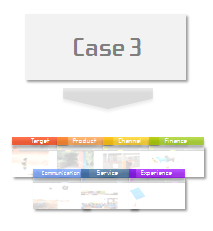 Case 3
Target Product Channel Finance
Communication Service Experience